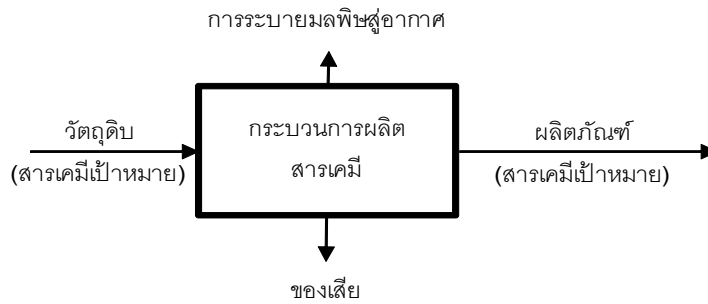 การระบายมลพิษสู่อากาศ
วัตถุดิบ
(สารเคมีเป้าหมาย)
กระบวนการผลิต
สารเคมี
ผลิตภัณฑ์
(สารเคมีเป้าหมาย)
ของเสีย